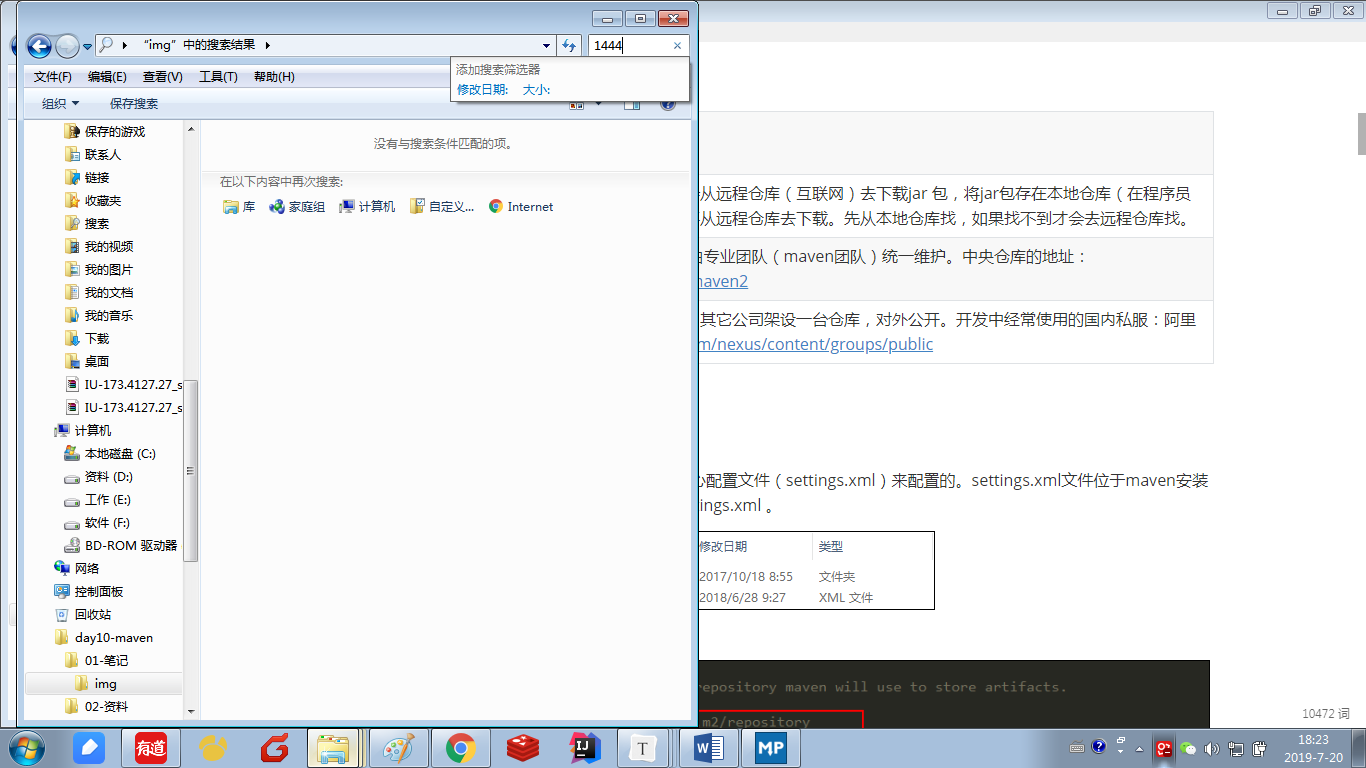 “img”中的搜索结果
1444
添加搜索筛选器
修改日期: 大小:
文件(F) 编辑(E) 查看(V) 工具(T) 帮助(H)
组织 保存搜索
保存的游戏
联系人
链接
收藏夹
搜索
我的视频
我的图片
我的文档
我的音乐
下载
桌面
IU-173.4127.27_s
IU-173.4127.27_s
计算机
本地磁盘 (C:)
资料 (D:)
工作 (E:)
软件 (F:)
BD-ROM 驱动器
网络
控制面板
回收站
day10-maven
01-笔记
img
02-资料
没有与搜索条件匹配的项。
在以下内容中再次搜索:
库 家庭组 计算机 自定义... Internet
从远程仓库（互联网）去下载jar 包，将jar包存在本地仓库（在程序员
从远程仓库去下载。先从本地仓库找，如果找不到才会去远程仓库找。
专业团队（maven团队）统一维护。中央仓库的地址：
maven2
其它公司架设一台仓库，对外公开。开发中经常使用的国内私服：阿里
m/nexus/content/groups/public
配置文件（settings.xml）来配置的。settings.xml文件位于maven安装
ings.xml 。
修改日期 类型
2017/10/18 8:55 文件夹
2018/6/28 9:27 XML 文件
repository maven will use to store artifacts.
m2/repository
10472 词
有道
T
MP
18:23
2019-7-20